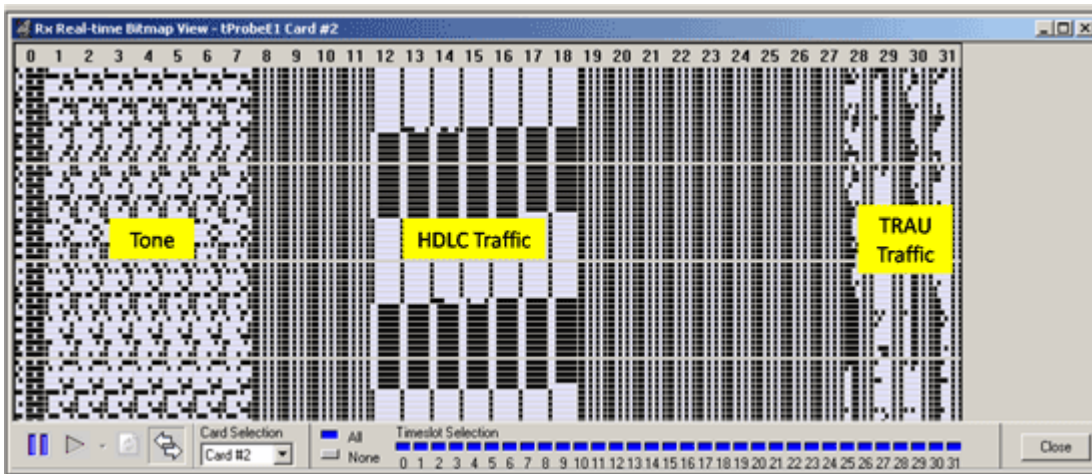 Rx Real-time Bitmap View - tProbeE1 Card #2
0 1 2 3 4 5 6 7 8 9 10 11 12 13 14 15 16 17 18 19 20 21 22 23 24 25 26 27 28 29 30 31
Tone
HDLC Traffic
TRAU
Traffic
Card Selection
Card #2
All
None
Timeslot Selection
0 1 2 3 4 5 6 7 8 9 10 11 12 13 14 15 16 17 18 19 20 21 22 23 24 25 26 27 28 29 30 31
Close